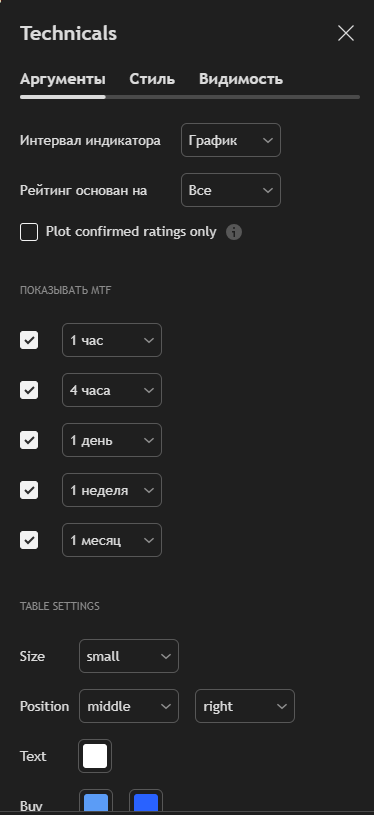 Technicals
Аргументы Стиль Видимость
Интервал индикатора График
Рейтинг основан на Все
Plot confirmed ratings only
ПОКАЗЫВАТЬ MTF
1 час
4 часа
1 день
1 неделя
1 месяц
TABLE SETTINGS
Size small
Position middle right
Text
Buy